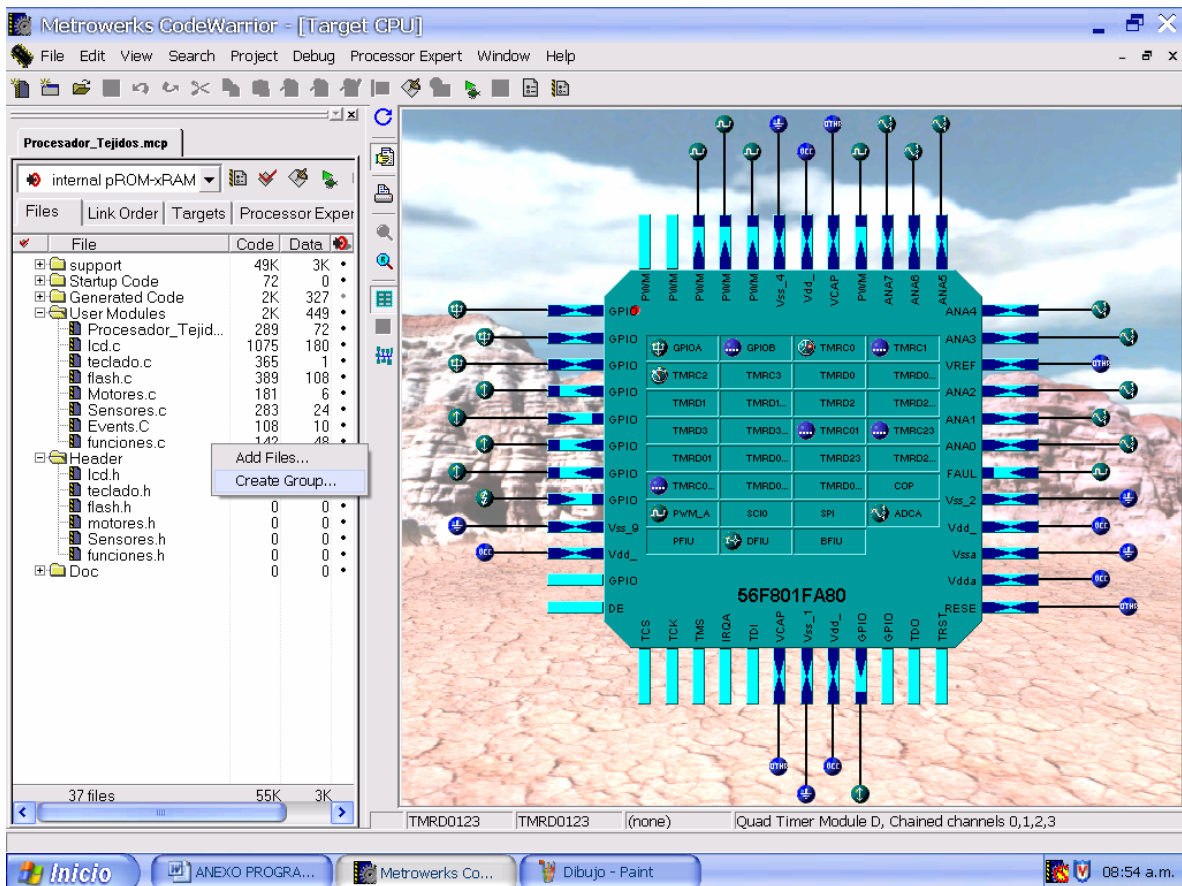 Metrowerks CodeWarrior - [Target CPU]
File Edit View Search Project Debug Processor Expert Window Help
Procesador_Tejidos.mcp
internal pROM-xRAM
Files Link Order Targets Processor Exper
File Code Data
support 49K 3K
Startup Code 72 0
Generated Code 2K 327
User Modules 2K 449
Procesador_Tejid... 289 72
lcd.c 1075 180
teclado.c 365 1
flash.c 389 108
Motores.c 181 6
Sensores.c 283 24
Events.C 108 10
funciones.c 142 48
Header
lcd.h
teclado.h
flash.h 0 0
motores.h 0 0
Sensores.h 0 0
funciones.h 0 0
Doc 0 0
37 files 55K 3K
Add Files...
Create Group...
OTHR
VCC
PWM PWM PWM PWM PWM Vss_4 Vdd_ VCAP PWM ANA7 ANA6 ANA5
GPIO
GPIO
GPIO
GPIO
GPIO
GPIO
GPIO
GPIO
Vss_9
Vdd_
GPIO
DE
VCC
GPIOA GPIOB TMRC0 TMRC1
TMRC2 TMRC3 TMRD0 TMRD0...
TMRD1 TMRD1... TMRD2 TMRD2...
TMRD3 TMRD3... TMRC01 TMRC23
TMRD01 TMRD0... TMRD23 TMRD2...
TMRC0... TMRD0... TMRD0... COP
PWM_A SCI0 SPI ADCA
PFIU DFIU BFIU
56F801FA80
ANA4
ANA3
VREF OTHR
ANA2
ANA1
ANA0
FAUL
Vss_2
Vdd_ VCC
Vssa
Vdda VCC
RESE OTHR
TCS TCK TMS IRQA TDI VCAP Vss_1 Vdd_ GPIO GPIO TDO TRST
OTHR VCC
TMRD0123 TMRD0123 (none) Quad Timer Module D, Chained channels 0,1,2,3
Inicio ANEXO PROGRA... Metrowerks Co... Dibujo - Paint 08:54 a.m.